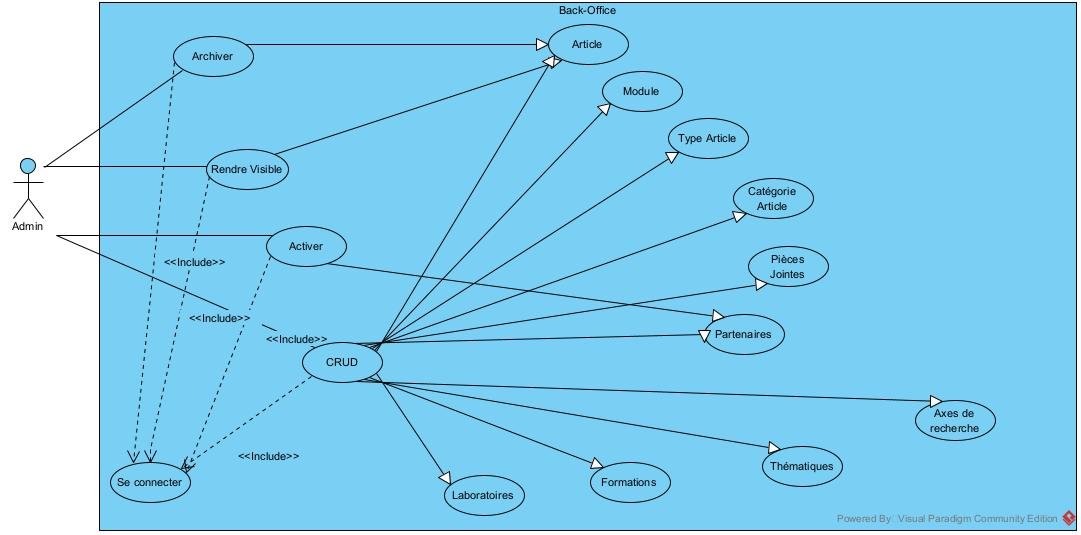 Back-Office
Archiver
Article
Module
Type Article
Rendre Visible
Catégorie
Article
Admin
Activer
<<Include>>
Pièces
Jointes
<<Include>>
<<Include>>
Partenaires
CRUD
Axes de
recherche
<<Include>>
Thématiques
Se connecter
Laboratoires
Formations
Powered By Visual Paradigm Community Edition